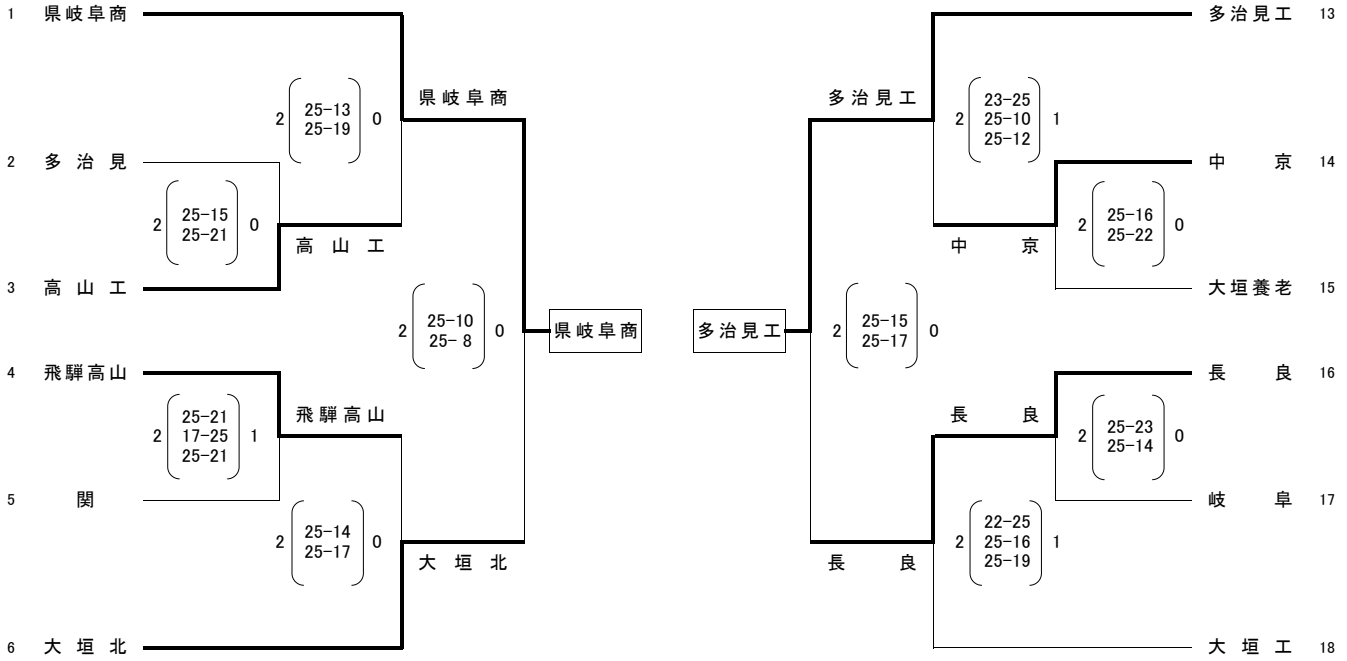 1 県岐阜商
県岐阜商
2 25-13 0
25-19
2 多治見
2 25-15 0
25-21
高山工
3 高山工
2 25-10 0
25- 8
県岐阜商
4 飛騨高山
飛騨高山
2 25-21 1
17-25
25-21
5 関
2 25-14 0
25-17
大垣北
6 大垣北
多治見工 13
多治見工
2 23-25 1
25-10
25-12
中京 14
2 25-16 0
25-22
中京
大垣養老 15
多治見工
2 25-15 0
25-17
長良 16
長良
2 25-23 0
25-14
岐阜 17
2 22-25 1
25-16
25-19
長良
大垣工 18